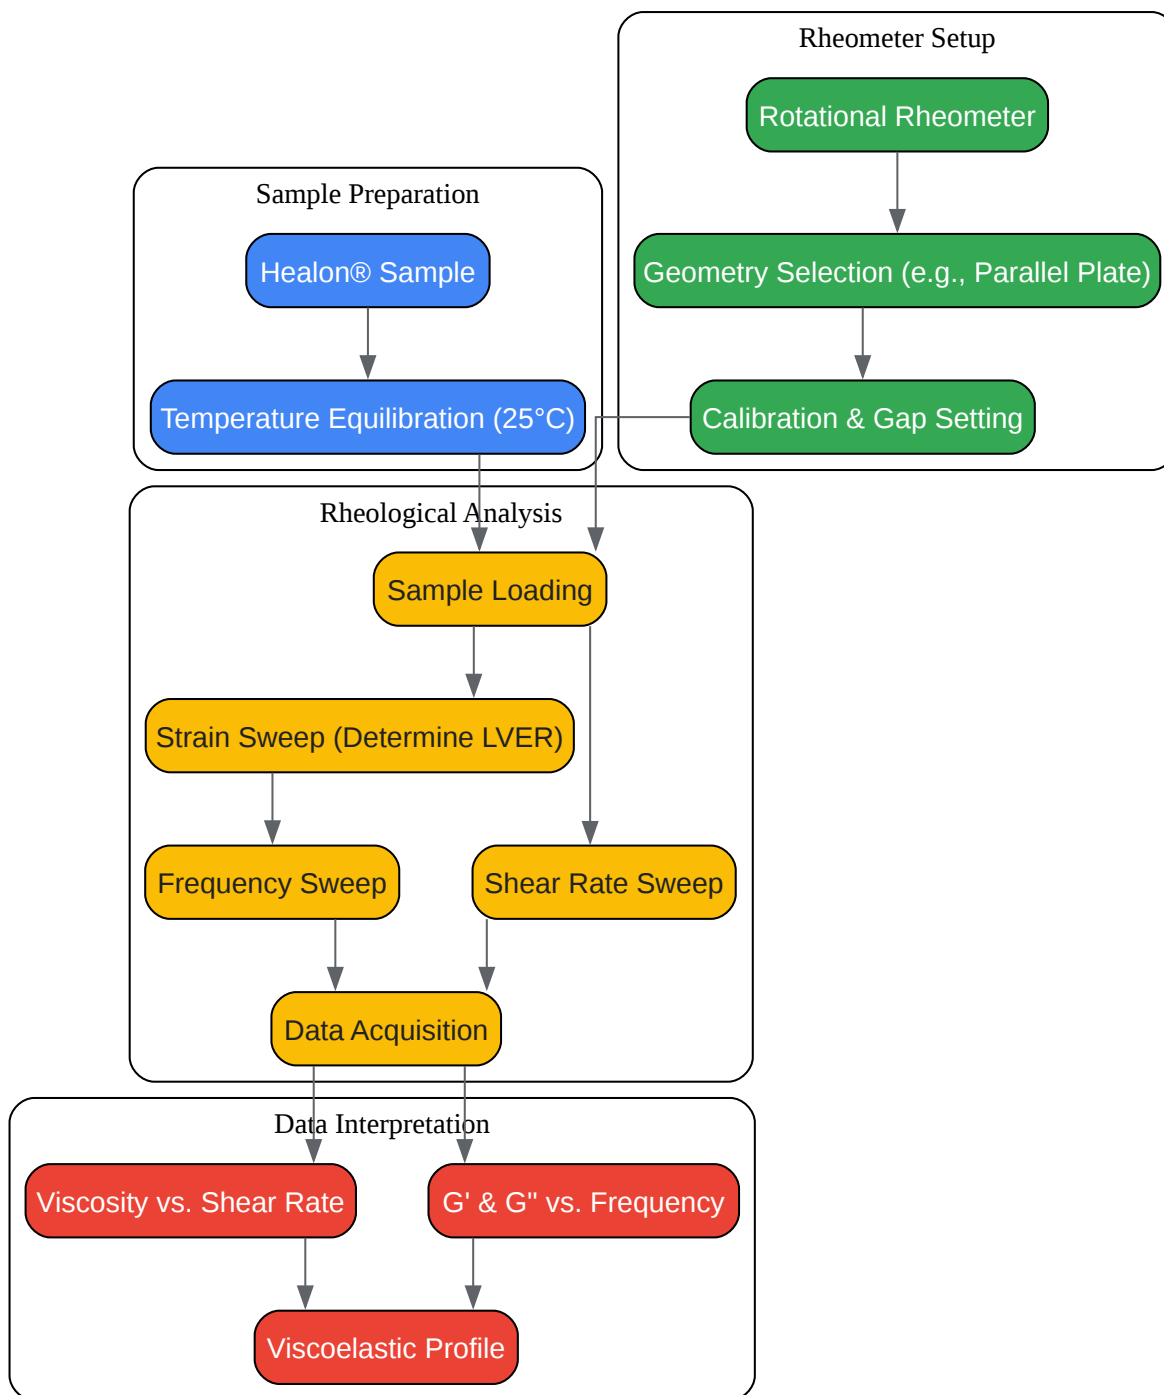 Rheometer Setup
Rotational Rheometer
Geometry Selection (e.g., Parallel Plate)
Calibration & Gap Setting
Sample Preparation
Healon® Sample
Temperature Equilibration (25°C)
Rheological Analysis
Sample Loading
Strain Sweep (Determine LVER)
Frequency Sweep
Shear Rate Sweep
Data Acquisition
Data Interpretation
Viscosity vs. Shear Rate
G' & G" vs. Frequency
Viscoelastic Profile